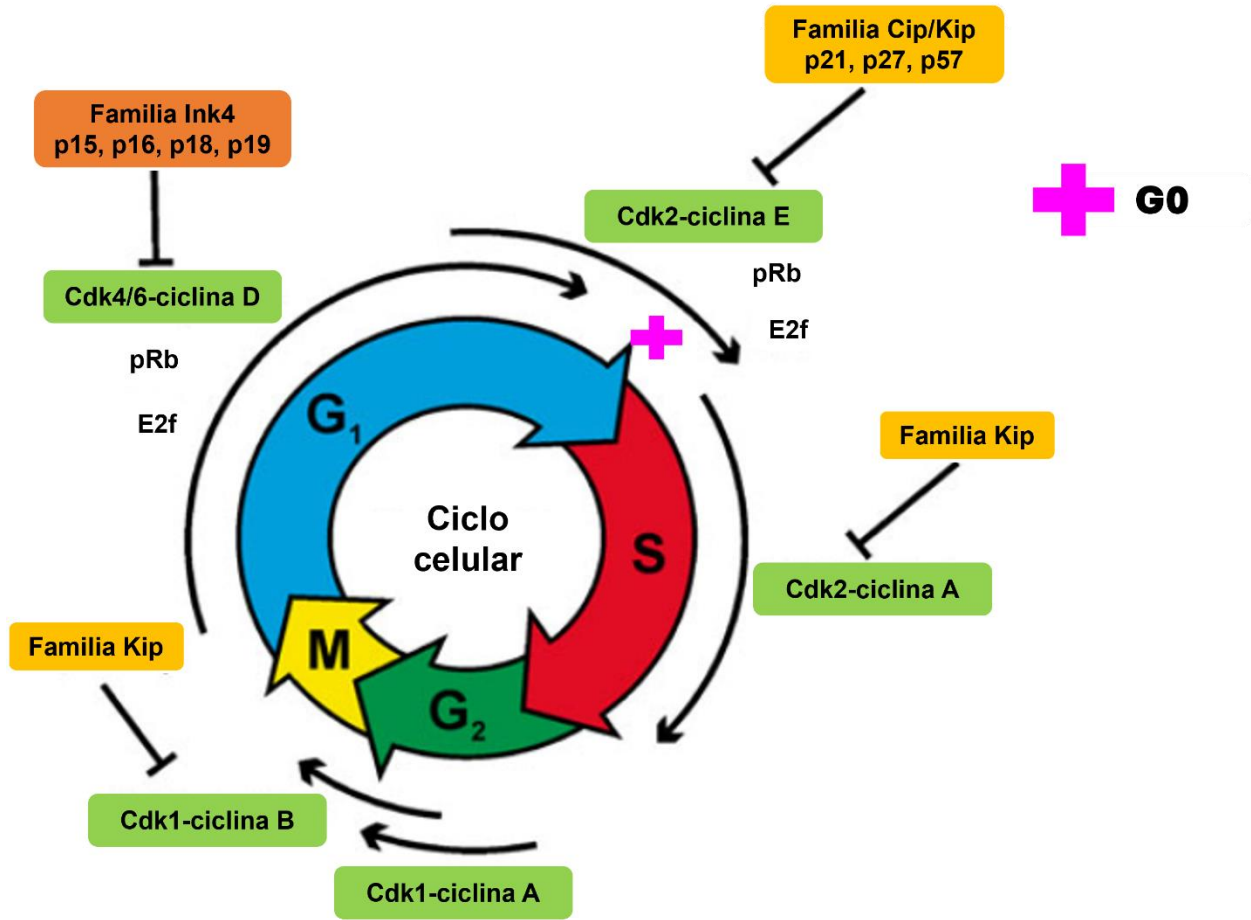 Familia Cip/Kip
p21, p27, p57
Familia Ink4
p15, p16, p18, p19
G0
Cdk2-ciclina E
pRb
E2f
Cdk4/6-ciclina D
pRb
E2f
G₁
Familia Kip
Ciclo
celular
S
Cdk2-ciclina A
Familia Kip
M
G₂
Cdk1-ciclina B
Cdk1-ciclina A